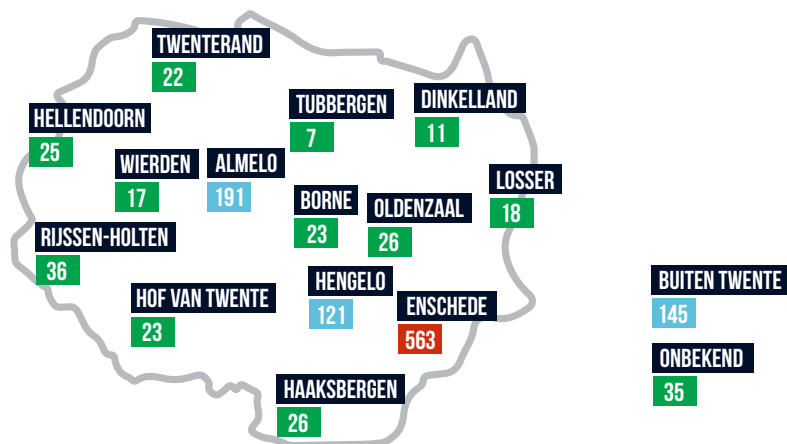 TWENTERAND
22
TUBBERGEN
7
DINKELLAND
11
HELLENDOORN
25
WIERDEN
17
ALMELO
191
LOSSER
18
BORNE
23
OLDENZAAL
26
RIJSSEN-HOLTEN
36
HOF VAN TWENTE
23
HENGELO
121
ENSCHEDE
563
HAAKSBERGEN
26
BUITEN TWENTE
145
ONBEKEND
35